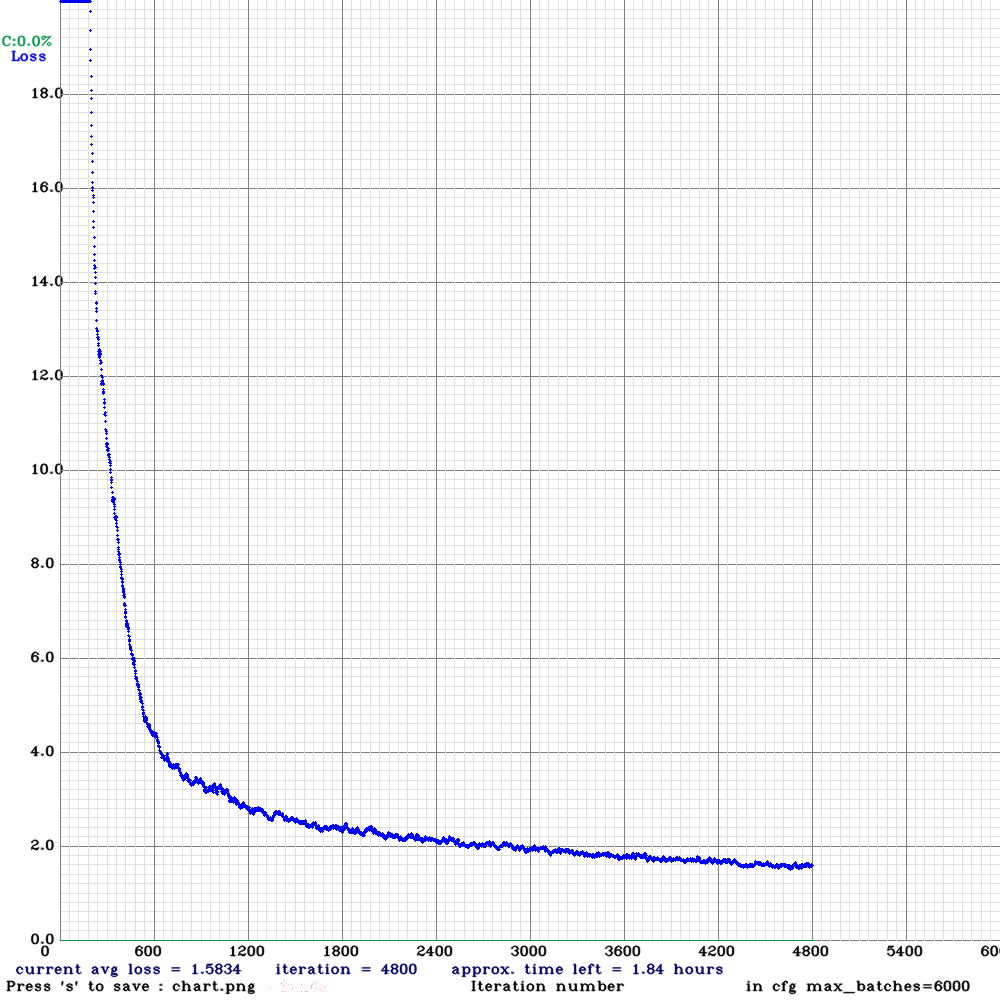 C:0.0%
Loss
18.0
16.0
14.0
12.0
10.0
8.0
6.0
4.0
2.0
0.0
0 600 1200 1800 2400 3000 3600 4200 4800 5400 600
current avg loss = 1.5834 iteration = 4800 approx. time left = 1.84 hours
Press 's' to save : chart.png Iteration number in cfg max_batches=6000